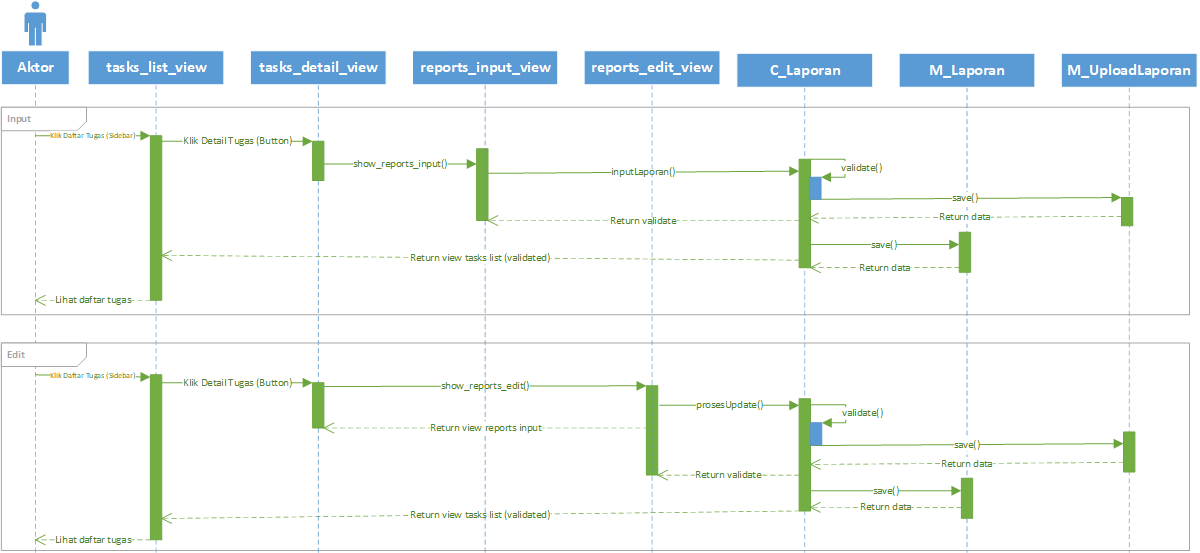 Aktor
tasks_list_view
tasks_detail_view
reports_input_view
reports_edit_view
C_Laporan
M_Laporan
M_UploadLaporan
Input
Klik Daftar Tugas (Sidebar)
Klik Detail Tugas (Button)
show_reports_input()
inputLaporan()
validate()
save()
Return data
Return validate
save()
Return view tasks list (validated)
Return data
Lihat daftar tugas
Edit
Klik Daftar Tugas (Sidebar)
Klik Detail Tugas (Button)
show_reports_edit()
prosesUpdate()
validate()
Return view reports input
save()
Return data
Return validate
save()
Return data
Return view tasks list (validated)
Lihat daftar tugas